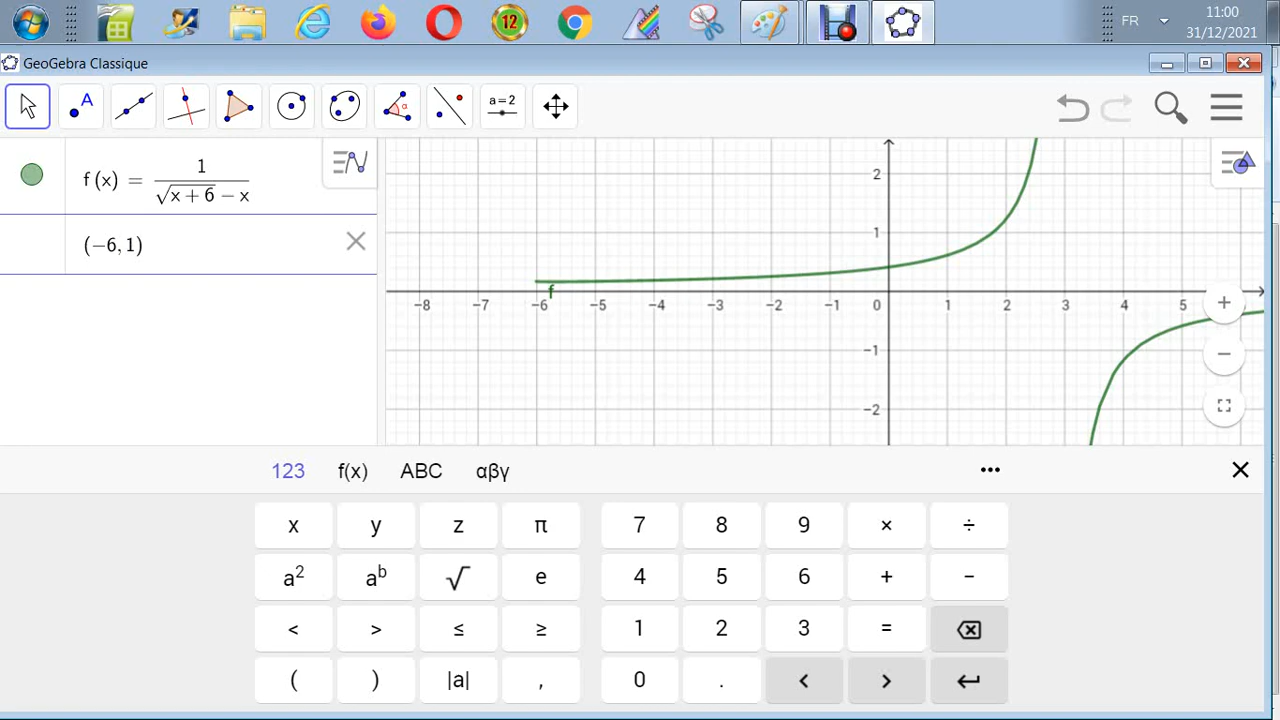 12
FR
11:00
31/12/2021
GeoGebra Classique
A
α
a=2
f(x) = 1/(√x+6 − x)
(−6,1)
2
1
f
−8 −7 −6 −5 −4 −3 −2 −1 0 1 2 3 4 5
−1
−2
+
−
123 f(x) ABC αβγ ••• ×
x y z π 7 8 9 × ÷
a² aᵇ √ e 4 5 6 + −
< > ≤ ≥ 1 2 3 =
( ) |a| , 0 . < >